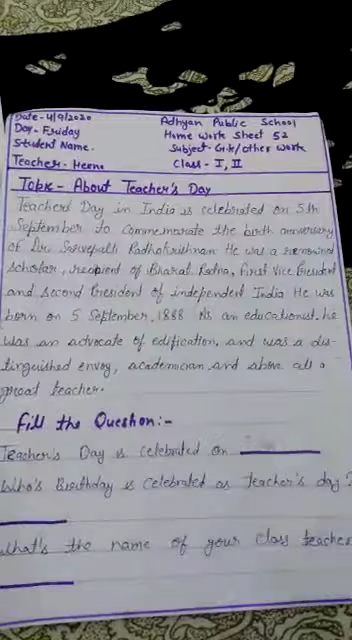 Date - 4/9/2020
Day - Friday
Student Name.
Teacher - Heena
Adhyan Public School
Home Work Sheet 52
Subject - G.k/other work
Class - I, II
Topic - About Teacher's Day
Teachers Day in India is celebrated on 5th
September to commemorate the birth anniversary
of Dr. Sarvepalli Radhakrishnan He was a renowned
scholar, recipient of Bharat Ratna, First Vice President
and second President of independent India He was
born on 5 September, 1888 As an educationist, he
was an advocate of edification, and was a dis-
tinguished envoy, academician and above all a
great teacher.
Fill the Question:-
Teacher's Day is celebrated on
Who's Birthday is celebrated as teacher's day?
What's the name of your class teacher